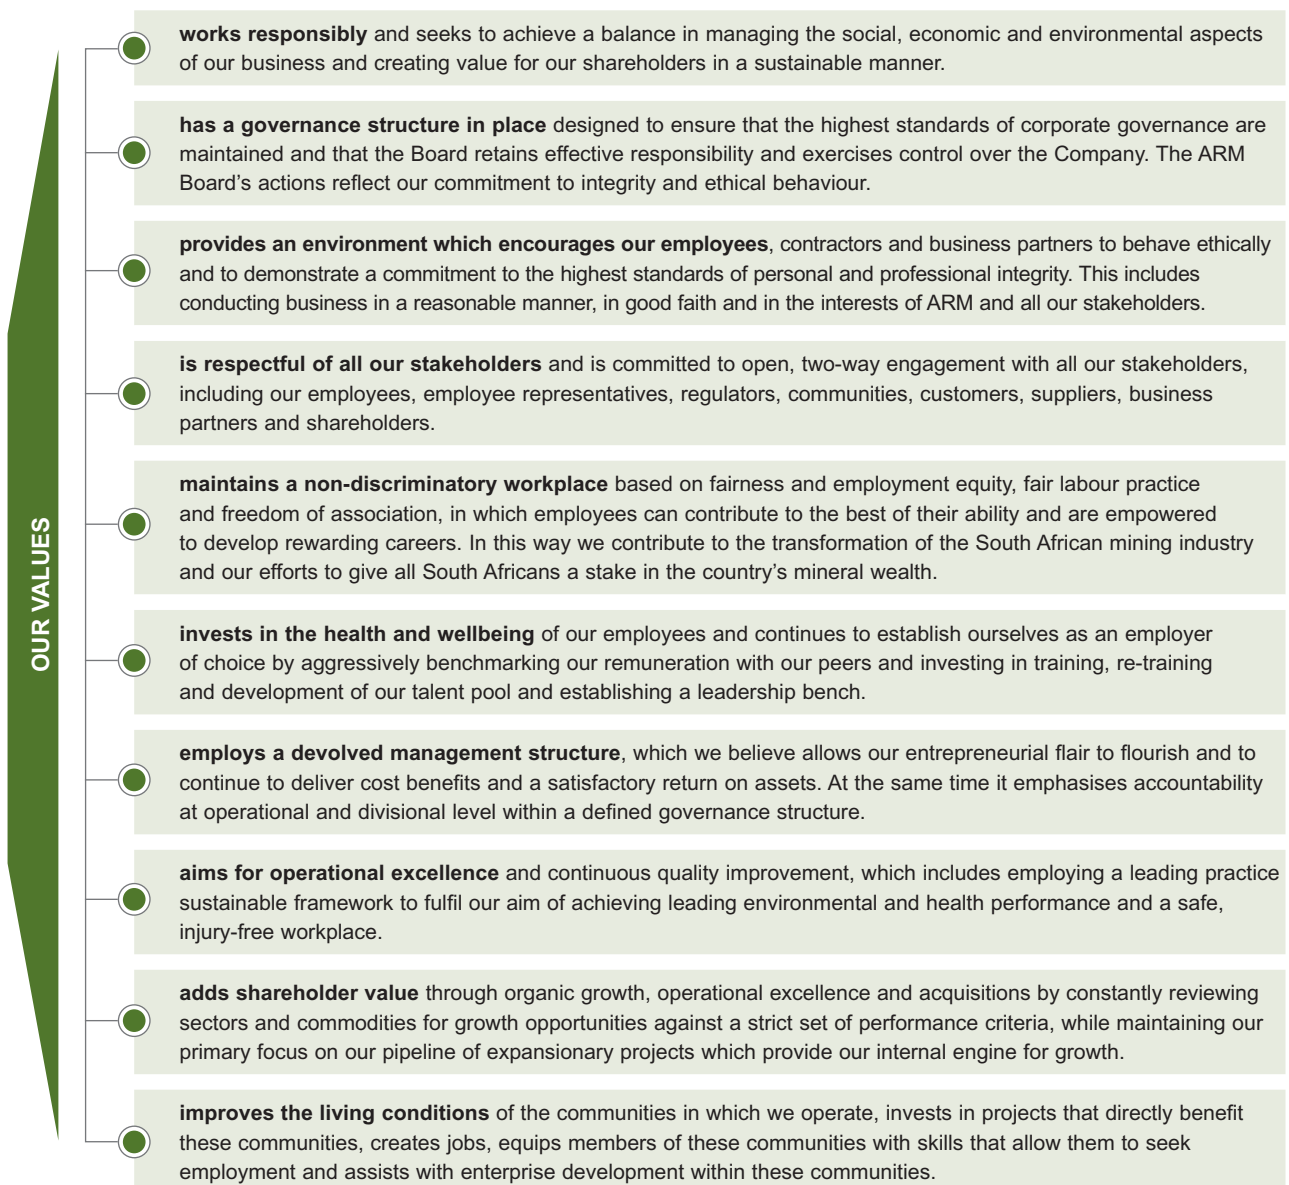 OUR VALUES
works responsibly and seeks to achieve a balance in managing the social, economic and environmental aspects
of our business and creating value for our shareholders in a sustainable manner.
has a governance structure in place designed to ensure that the highest standards of corporate governance are
maintained and that the Board retains effective responsibility and exercises control over the Company. The ARM
Board's actions reflect our commitment to integrity and ethical behaviour.
provides an environment which encourages our employees, contractors and business partners to behave ethically
and to demonstrate a commitment to the highest standards of personal and professional integrity. This includes
conducting business in a reasonable manner, in good faith and in the interests of ARM and all our stakeholders.
is respectful of all our stakeholders and is committed to open, two-way engagement with all our stakeholders,
including our employees, employee representatives, regulators, communities, customers, suppliers, business
partners and shareholders.
maintains a non-discriminatory workplace based on fairness and employment equity, fair labour practice
and freedom of association, in which employees can contribute to the best of their ability and are empowered
to develop rewarding careers. In this way we contribute to the transformation of the South African mining industry
and our efforts to give all South Africans a stake in the country's mineral wealth.
invests in the health and wellbeing of our employees and continues to establish ourselves as an employer
of choice by aggressively benchmarking our remuneration with our peers and investing in training, re-training
and development of our talent pool and establishing a leadership bench.
employs a devolved management structure, which we believe allows our entrepreneurial flair to flourish and to
continue to deliver cost benefits and a satisfactory return on assets. At the same time it emphasises accountability
at operational and divisional level within a defined governance structure.
aims for operational excellence and continuous quality improvement, which includes employing a leading practice
sustainable framework to fulfil our aim of achieving leading environmental and health performance and a safe,
injury-free workplace.
adds shareholder value through organic growth, operational excellence and acquisitions by constantly reviewing
sectors and commodities for growth opportunities against a strict set of performance criteria, while maintaining our
primary focus on our pipeline of expansionary projects which provide our internal engine for growth.
improves the living conditions of the communities in which we operate, invests in projects that directly benefit
these communities, creates jobs, equips members of these communities with skills that allow them to seek
employment and assists with enterprise development within these communities.